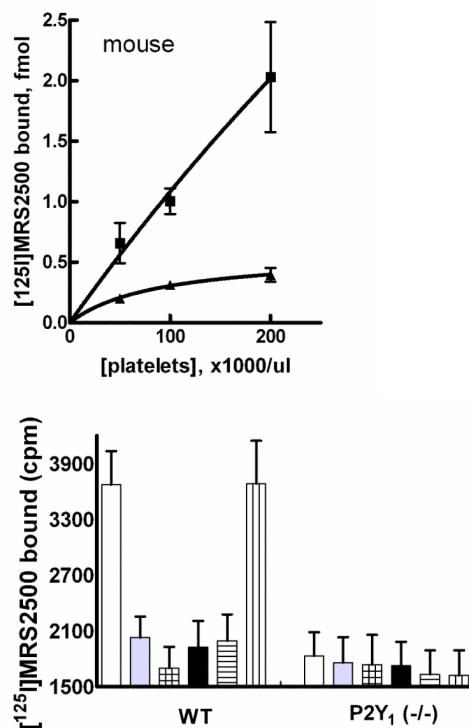 mouse
[125I]MRS2500 bound, fmol
2.5
2.0
1.5
1.0
0.5
0.0
0 100 200
[platelets], x1000/ul
[¹²⁵I]MRS2500 bound (cpm)
3900
3300
2700
2100
1500
WT P2Y₁ (-/-)